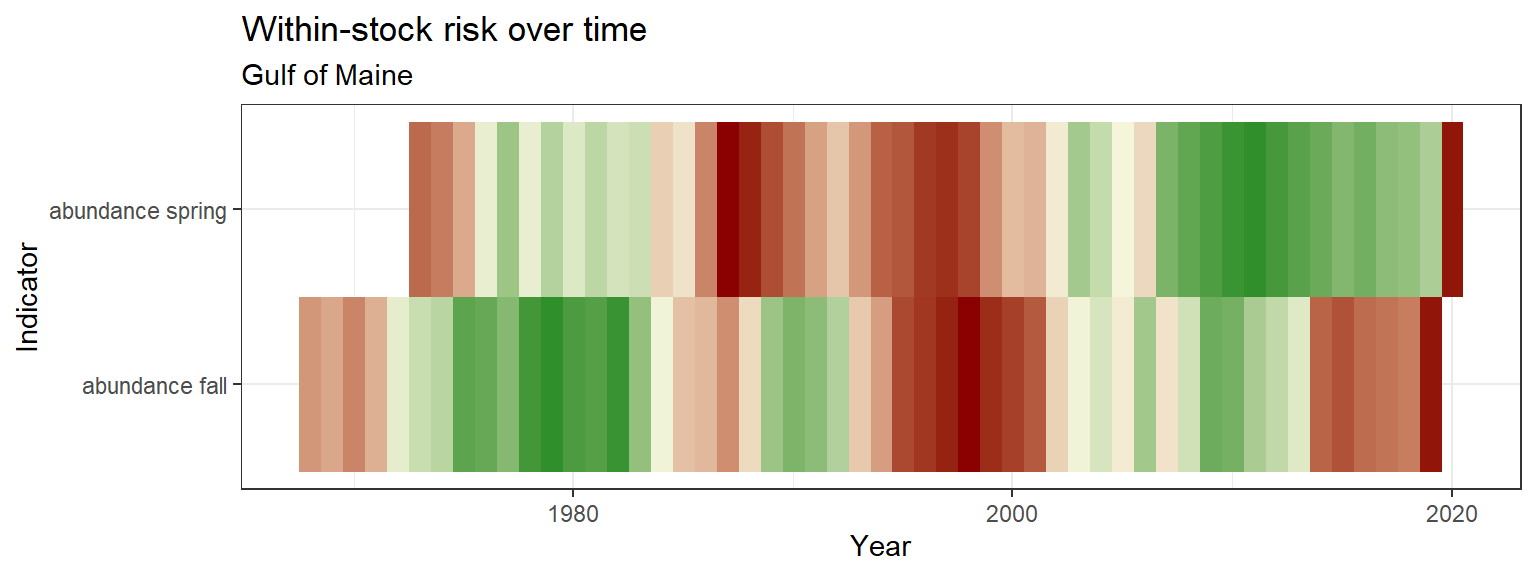 Within-stock risk over time
Gulf of Maine
Indicator
abundance spring
abundance fall
1980 2000 2020
Year